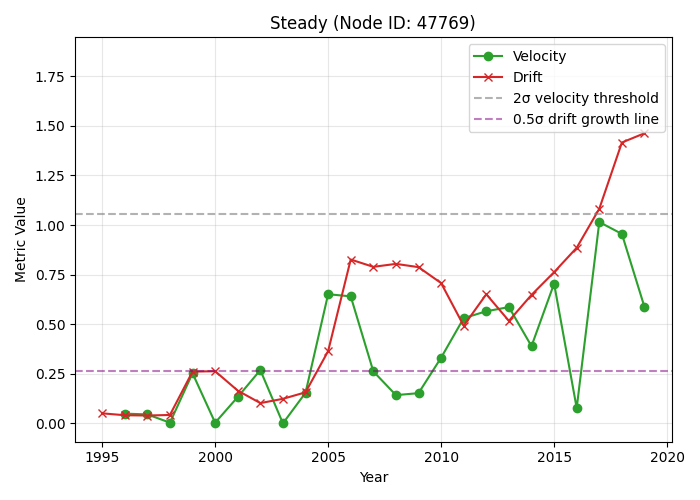 Steady (Node ID: 47769)
Velocity
Drift
2σ velocity threshold
0.5σ drift growth line
1.75
1.50
1.25
1.00
0.75
0.50
0.25
0.00
Metric Value
1995
2000
2005
2010
2015
2020
Year